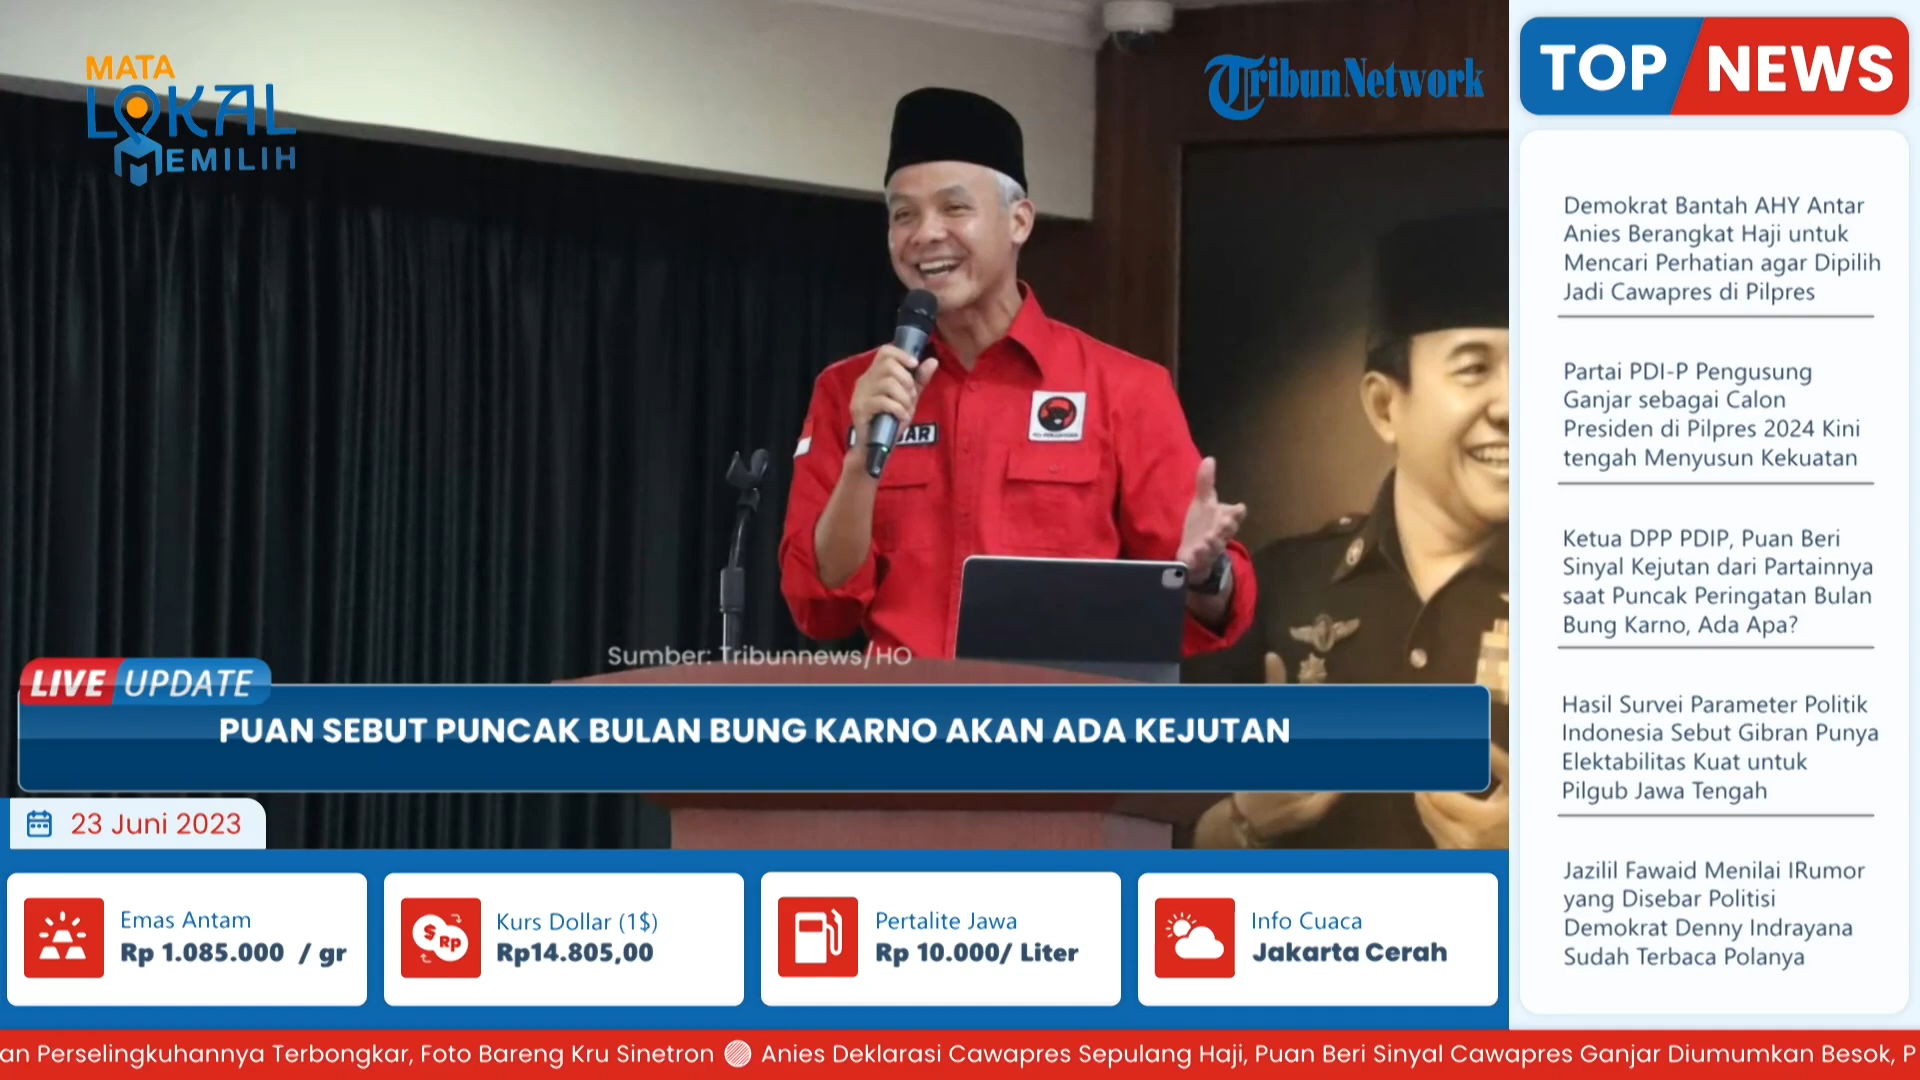 MATA
LOKAL
MEMILIH
TribunNetwork
TOP NEWS
Demokrat Bantah AHY Antar
Anies Berangkat Haji untuk
Mencari Perhatian agar Dipilih
Jadi Cawapres di Pilpres
Partai PDI-P Pengusung
Ganjar sebagai Calon
Presiden di Pilpres 2024 Kini
tengah Menyusun Kekuatan
Ketua DPP PDIP, Puan Beri
Sinyal Kejutan dari Partainnya
saat Puncak Peringatan Bulan
Bung Karno, Ada Apa?
Hasil Survei Parameter Politik
Indonesia Sebut Gibran Punya
Elektabilitas Kuat untuk
Pilgub Jawa Tengah
Jazilil Fawaid Menilai IRumor
yang Disebar Politisi
Demokrat Denny Indrayana
Sudah Terbaca Polanya
Sumber: Tribunnews/HO
LIVE UPDATE
PUAN SEBUT PUNCAK BULAN BUNG KARNO AKAN ADA KEJUTAN
23 Juni 2023
Emas Antam
Rp 1.085.000 / gr
Kurs Dollar (1$)
Rp14.805,00
Pertalite Jawa
Rp 10.000/ Liter
Info Cuaca
Jakarta Cerah
$ Rp
an Perselingkuhannya Terbongkar, Foto Bareng Kru Sinetron Anies Deklarasi Cawapres Sepulang Haji, Puan Beri Sinyal Cawapres Ganjar Diumumkan Besok, P